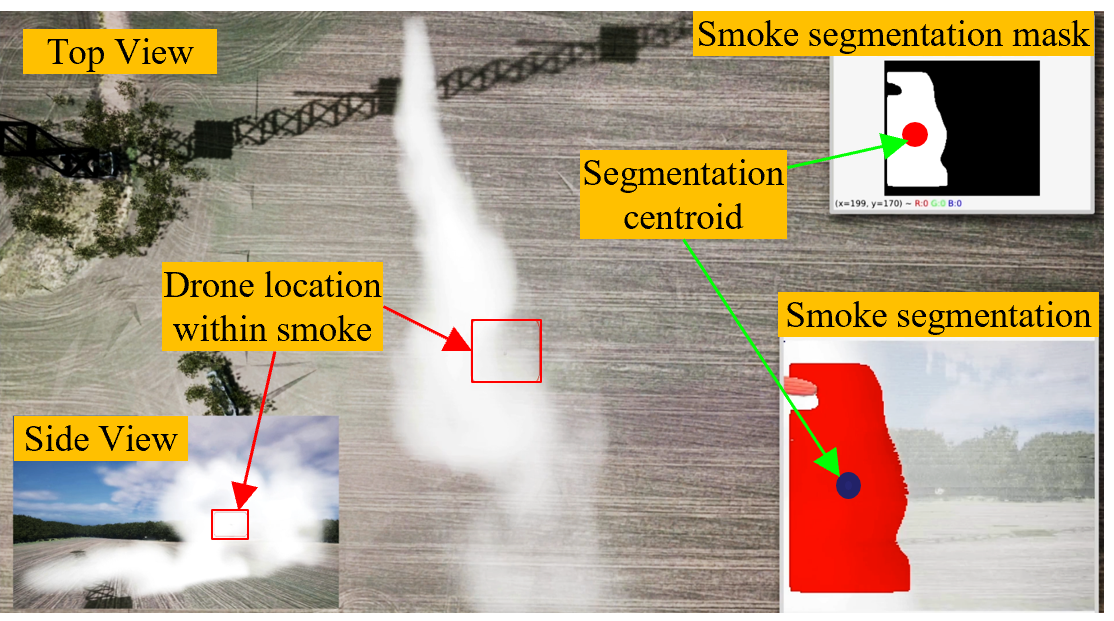 Top View
Smoke segmentation mask
(x=199, y=170) ~ R:0 G:0 B:0
Segmentation
centroid
Drone location
within smoke
Smoke segmentation
Side View